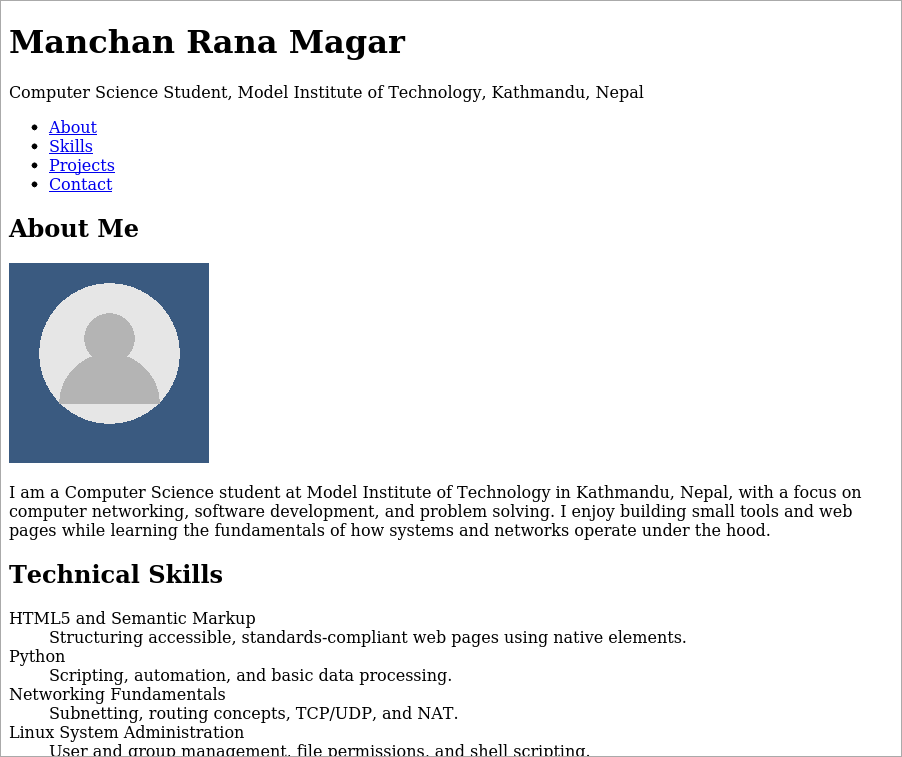 Manchan Rana Magar
Computer Science Student, Model Institute of Technology, Kathmandu, Nepal
About
Skills
Projects
Contact
About Me
I am a Computer Science student at Model Institute of Technology in Kathmandu, Nepal, with a focus on
computer networking, software development, and problem solving. I enjoy building small tools and web
pages while learning the fundamentals of how systems and networks operate under the hood.
Technical Skills
HTML5 and Semantic Markup
Structuring accessible, standards-compliant web pages using native elements.
Python
Scripting, automation, and basic data processing.
Networking Fundamentals
Subnetting, routing concepts, TCP/UDP, and NAT.
Linux System Administration
User and group management, file permissions, and shell scripting.